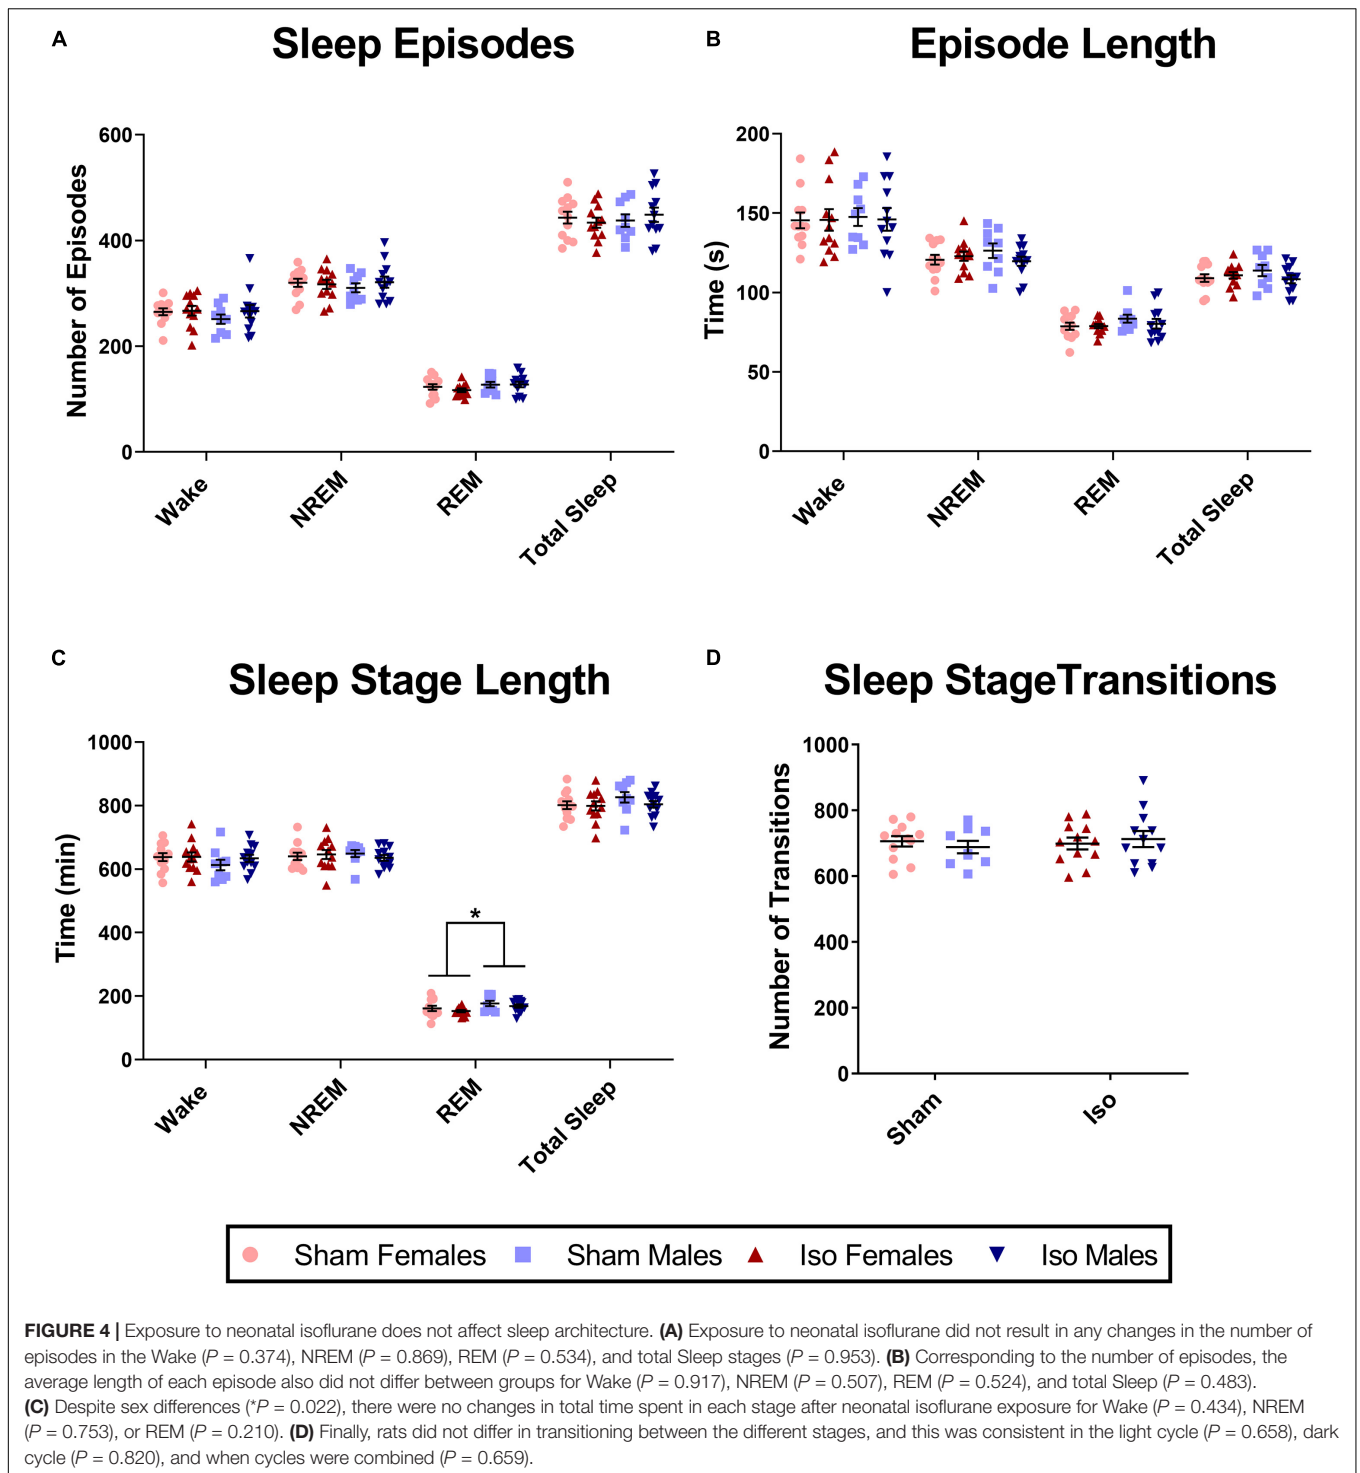 A
Sleep Episodes
Number of Episodes
600
400
200
0
Wake
NREM
REM
Total Sleep
B
Episode Length
Time (s)
200
150
100
50
0
Wake
NREM
REM
Total Sleep
C
Sleep Stage Length
Time (min)
1000
800
600
400
200
0
*
Wake
NREM
REM
Total Sleep
D
Sleep StageTransitions
Number of Transitions
1000
800
600
400
200
0
Sham
Iso
Sham Females Sham Males Iso Females Iso Males
FIGURE 4 | Exposure to neonatal isoflurane does not affect sleep architecture. (A) Exposure to neonatal isoflurane did not result in any changes in the number of
episodes in the Wake (P = 0.374), NREM (P = 0.869), REM (P = 0.534), and total Sleep stages (P = 0.953). (B) Corresponding to the number of episodes, the
average length of each episode also did not differ between groups for Wake (P = 0.917), NREM (P = 0.507), REM (P = 0.524), and total Sleep (P = 0.483).
(C) Despite sex differences (*P = 0.022), there were no changes in total time spent in each stage after neonatal isoflurane exposure for Wake (P = 0.434), NREM
(P = 0.753), or REM (P = 0.210). (D) Finally, rats did not differ in transitioning between the different stages, and this was consistent in the light cycle (P = 0.658), dark
cycle (P = 0.820), and when cycles were combined (P = 0.659).